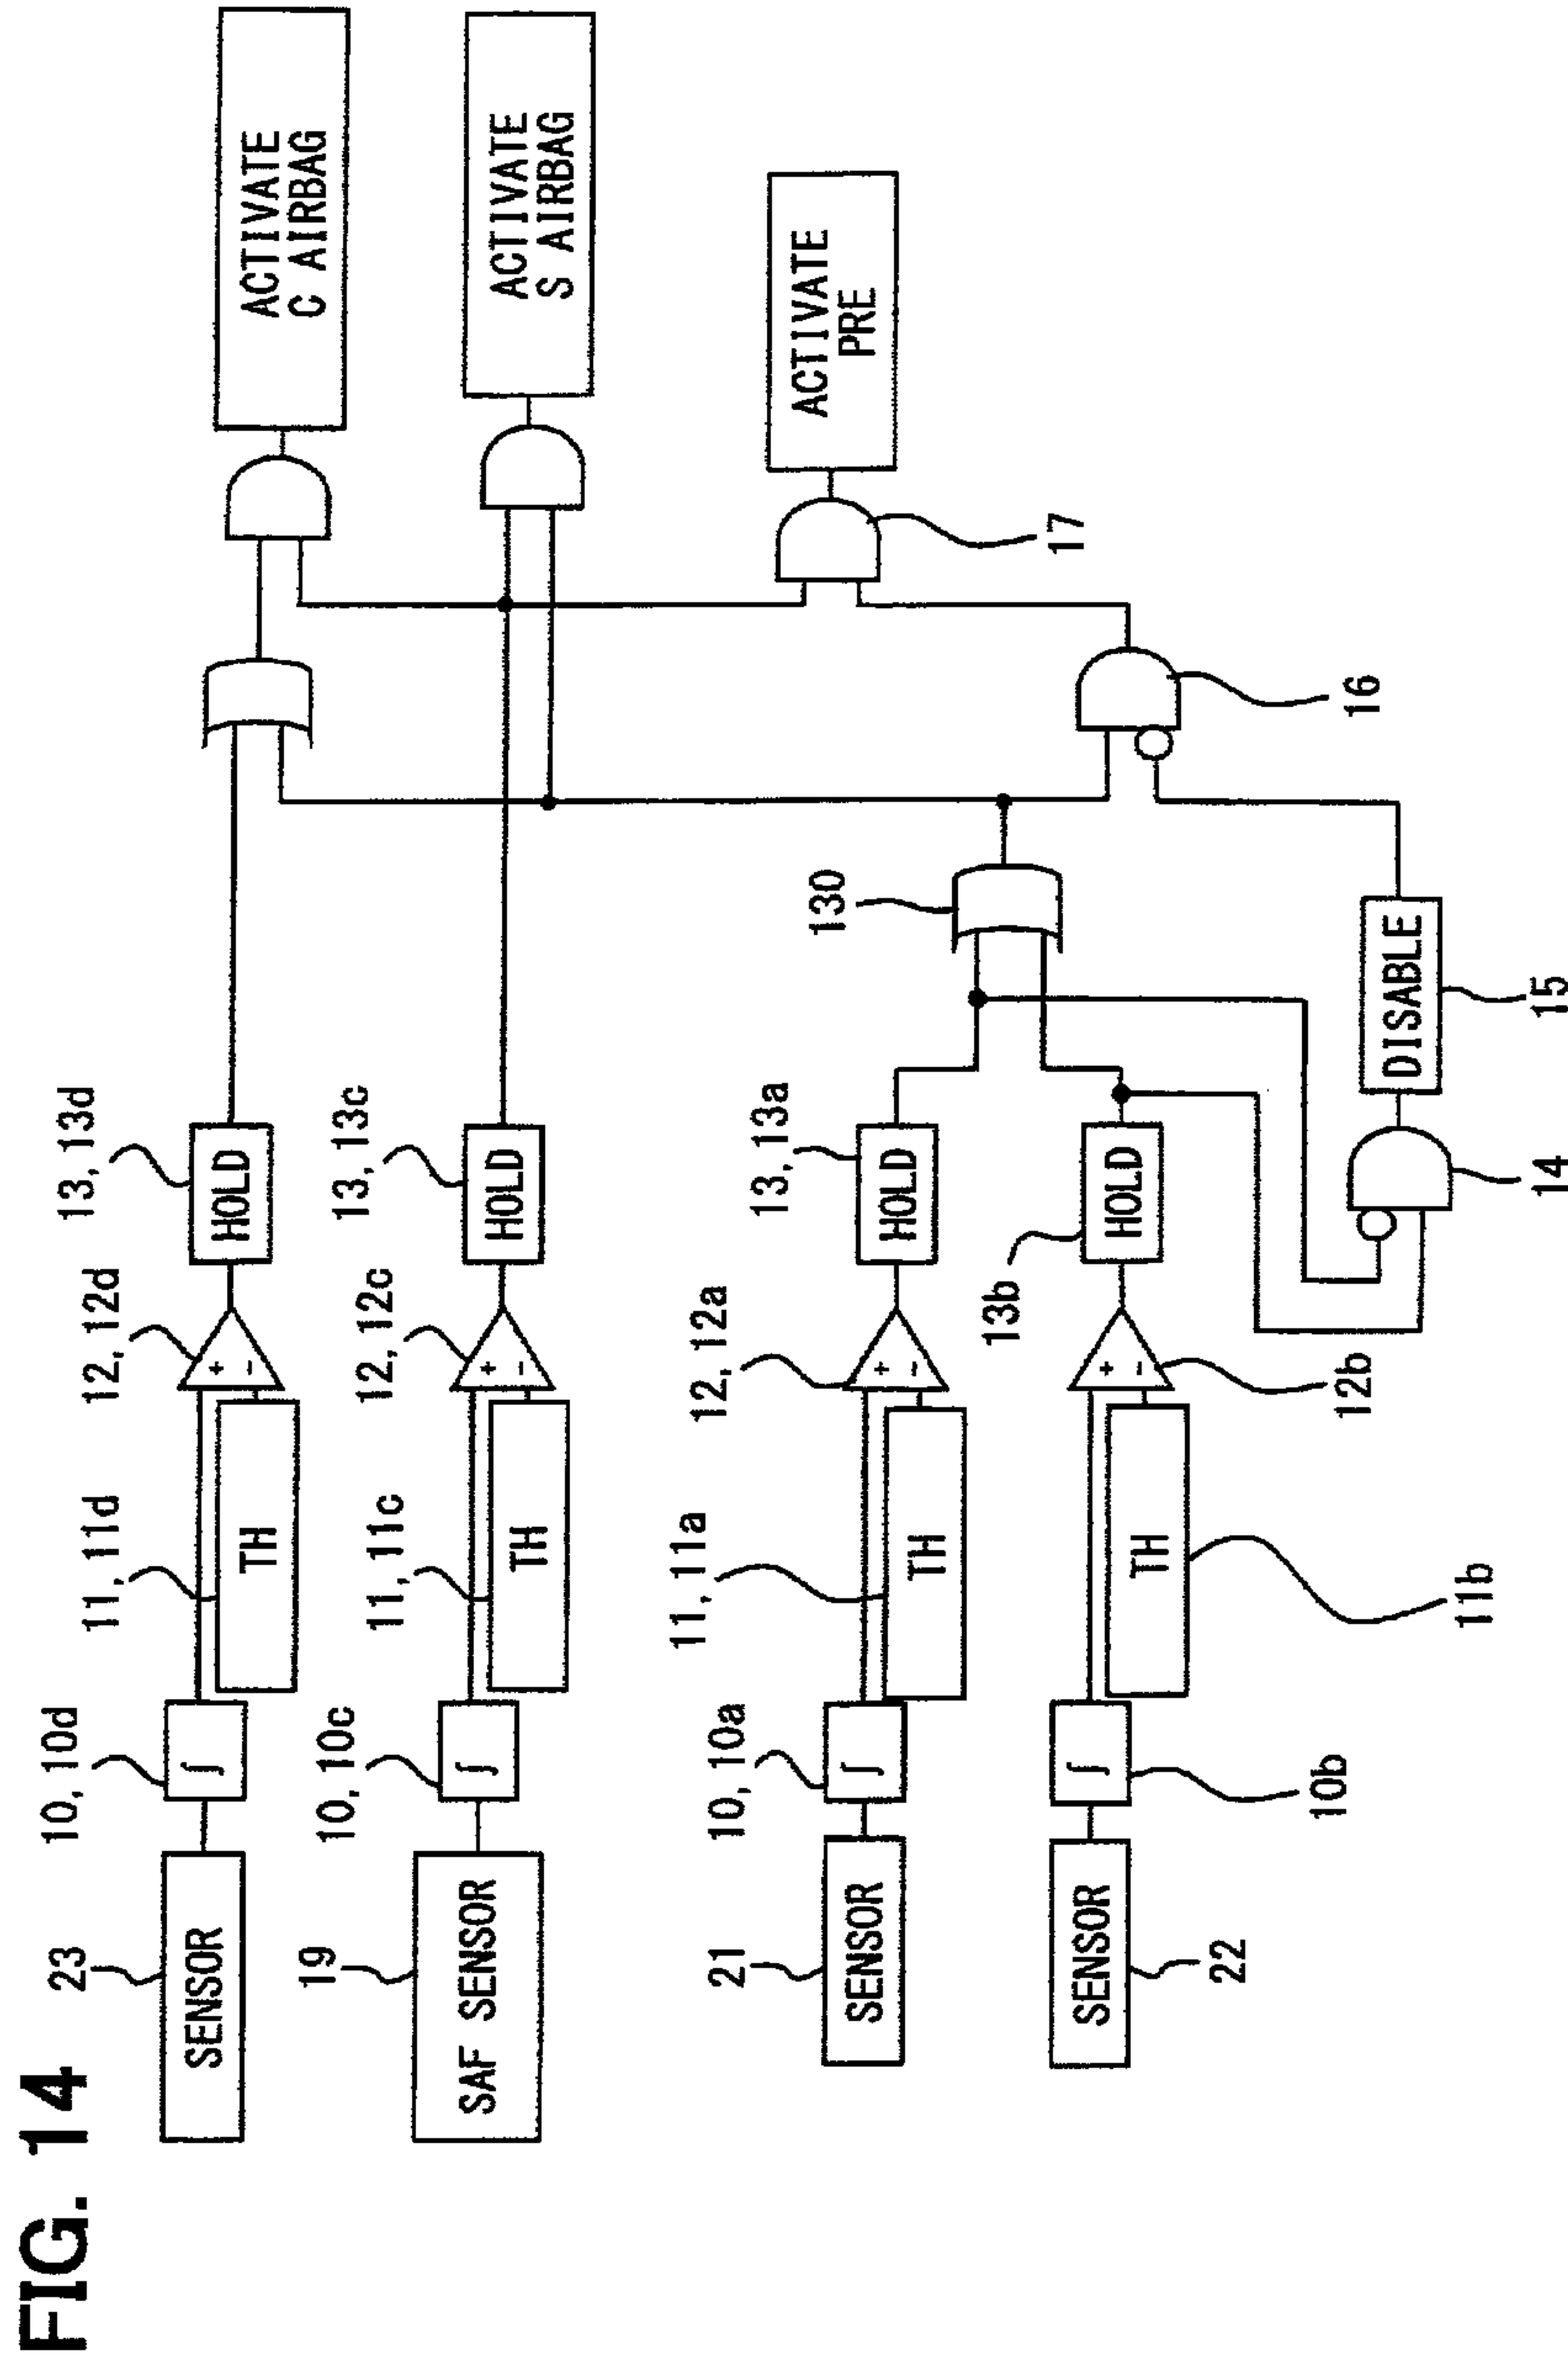 FIG. 14
23
SENSOR
10, 10d
∫
11, 11d
TH
12, 12d
+
-
13, 13d
HOLD
ACTIVATE
C AIRBAG
19
SAF SENSOR
10, 10c
∫
11, 11c
TH
12, 12c
+
-
13, 13c
HOLD
ACTIVATE
S AIRBAG
21
SENSOR
10, 10a
∫
11, 11a
TH
12, 12a
+
-
13, 13a
HOLD
130
ACTIVATE
PRE
17
22
SENSOR
10b
∫
11b
TH
12b
+
-
13b
HOLD
14
DISABLE
15
16